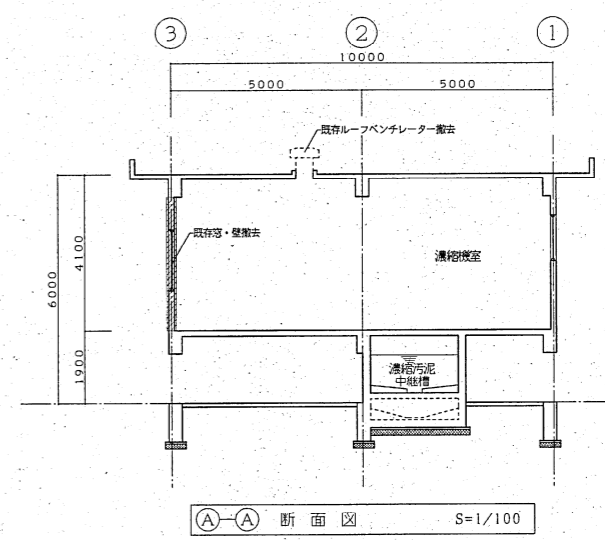 ③ ② ①
10000
5000 5000
既存ルーフベンチレーター撤去
既存窓・壁撤去
濃縮機室
6000
4100
1900
濃縮汚泥
中継槽
Ⓐ-Ⓐ 断面図 S=1/100